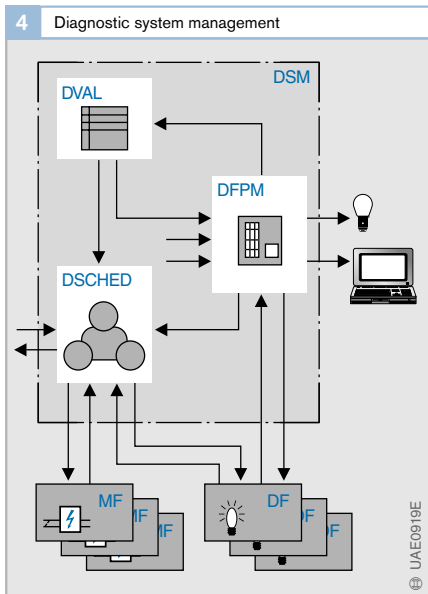 4 Diagnostic system management
DSM
DVAL
DFPM
DSCHED
MF
MF
MF
DF
DF
DF
UAE0919E